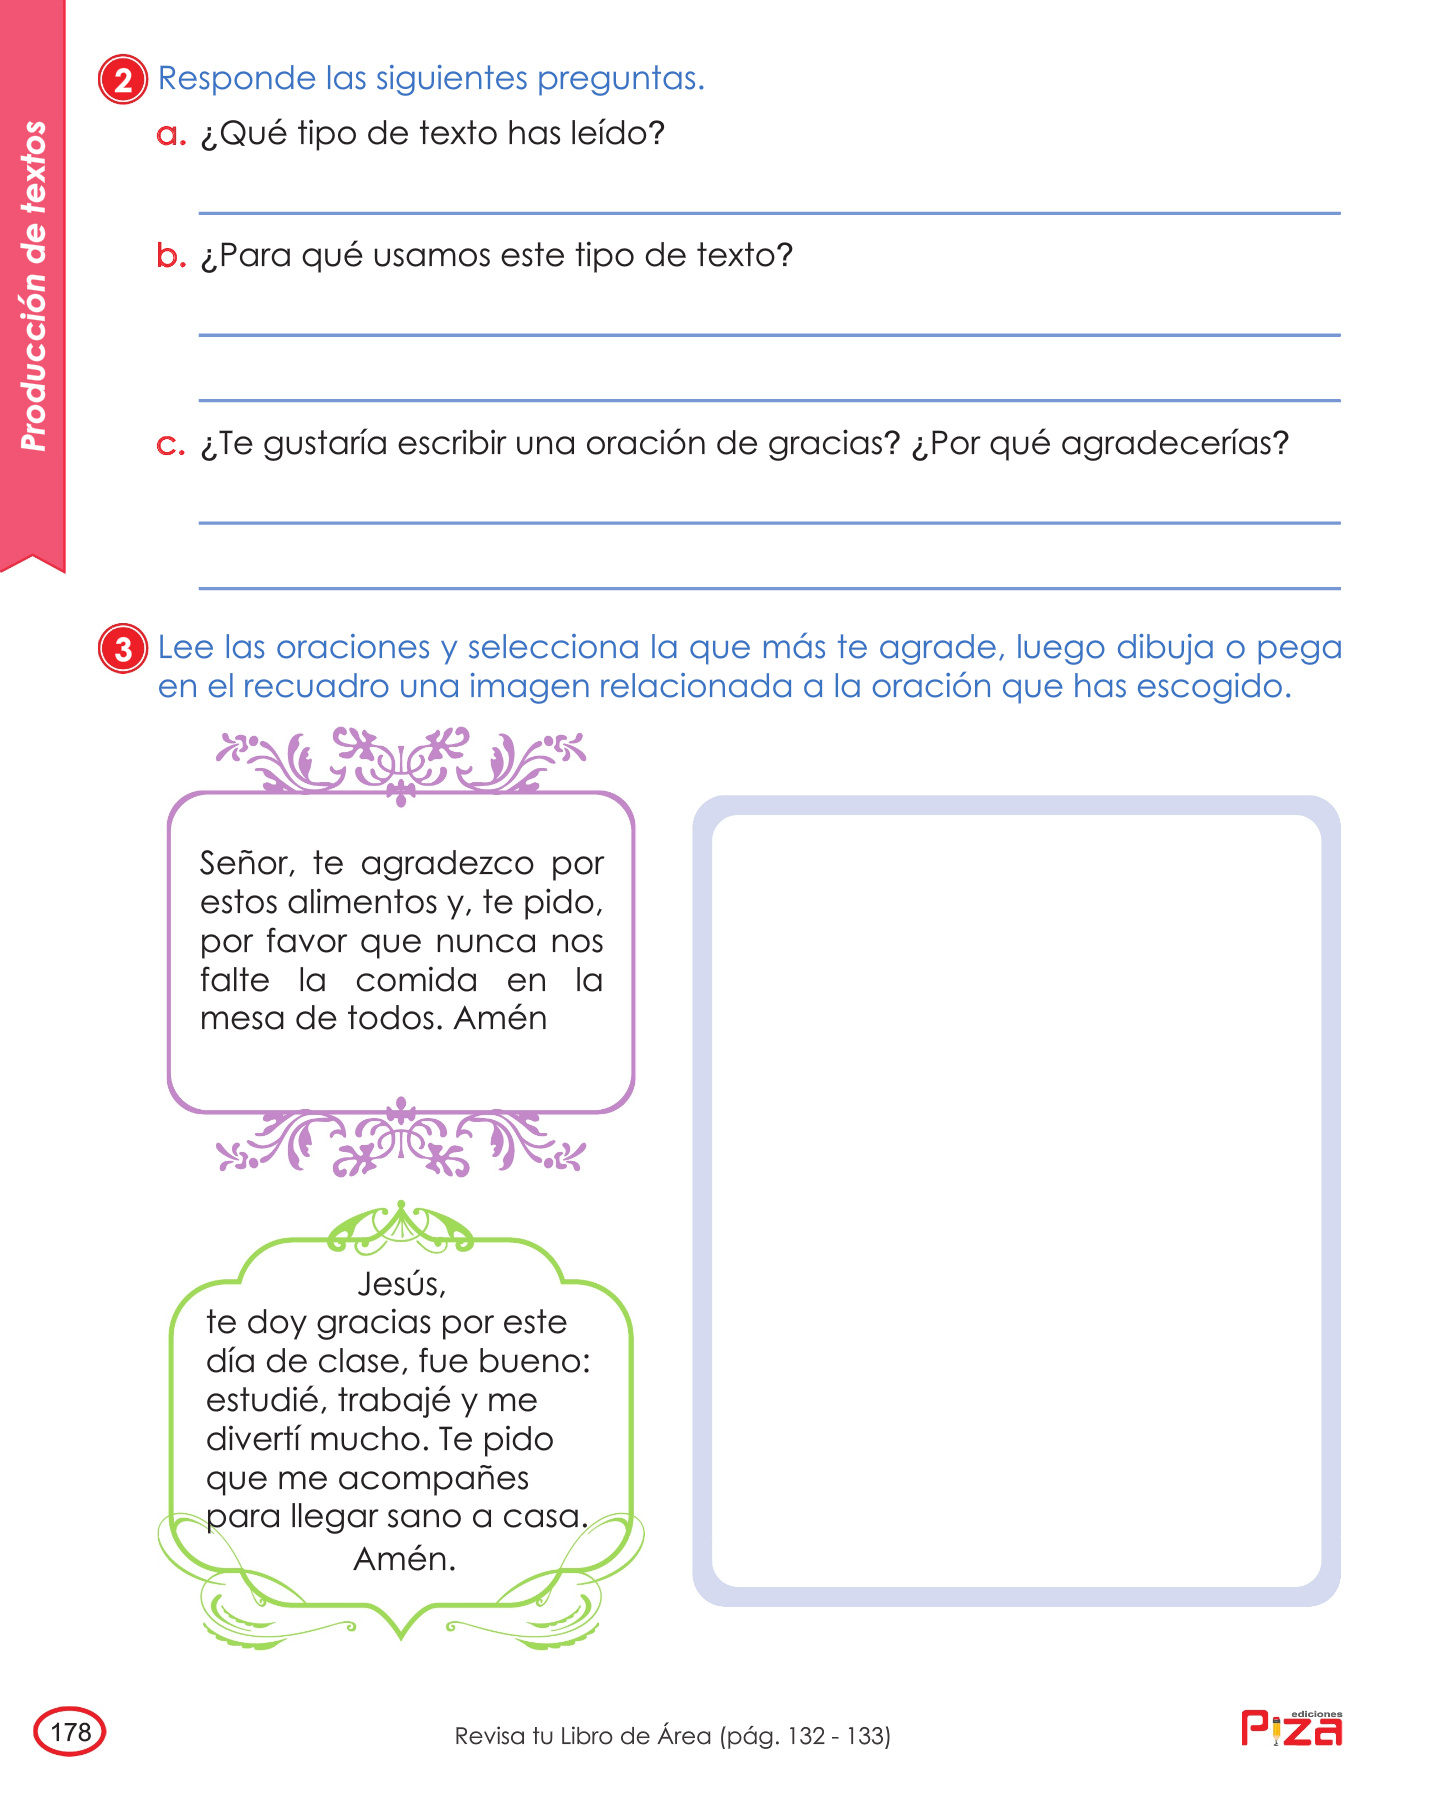 Producción de textos
2 Responde las siguientes preguntas.
a. ¿Qué tipo de texto has leído?
b. ¿Para qué usamos este tipo de texto?
c. ¿Te gustaría escribir una oración de gracias? ¿Por qué agradecerías?
3 Lee las oraciones y selecciona la que más te agrade, luego dibuja o pega
en el recuadro una imagen relacionada a la oración que has escogido.
Señor, te agradezco por
estos alimentos y, te pido,
por favor que nunca nos
falte la comida en la
mesa de todos. Amén
Jesús,
te doy gracias por este
día de clase, fue bueno:
estudié, trabajé y me
divertí mucho. Te pido
que me acompañes
para llegar sano a casa.
Amén.
178
Revisa tu Libro de Área (pág. 132 - 133)
ediciones
Piza